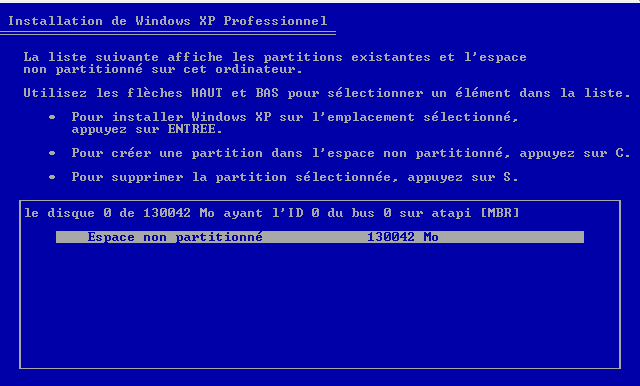 Installation de Windows XP Professionnel
La liste suivante affiche les partitions existantes et l'espace
non partitionné sur cet ordinateur.
Utilisez les flèches HAUT et BAS pour sélectionner un élément dans la liste.
• Pour installer Windows XP sur l'emplacement sélectionné,
appuyez sur ENTREE.
• Pour créer une partition dans l'espace non partitionné, appuyez sur C.
• Pour supprimer la partition sélectionnée, appuyez sur S.
le disque 0 de 130042 Mo ayant l'ID 0 du bus 0 sur atapi [MBR]
Espace non partitionné 130042 Mo